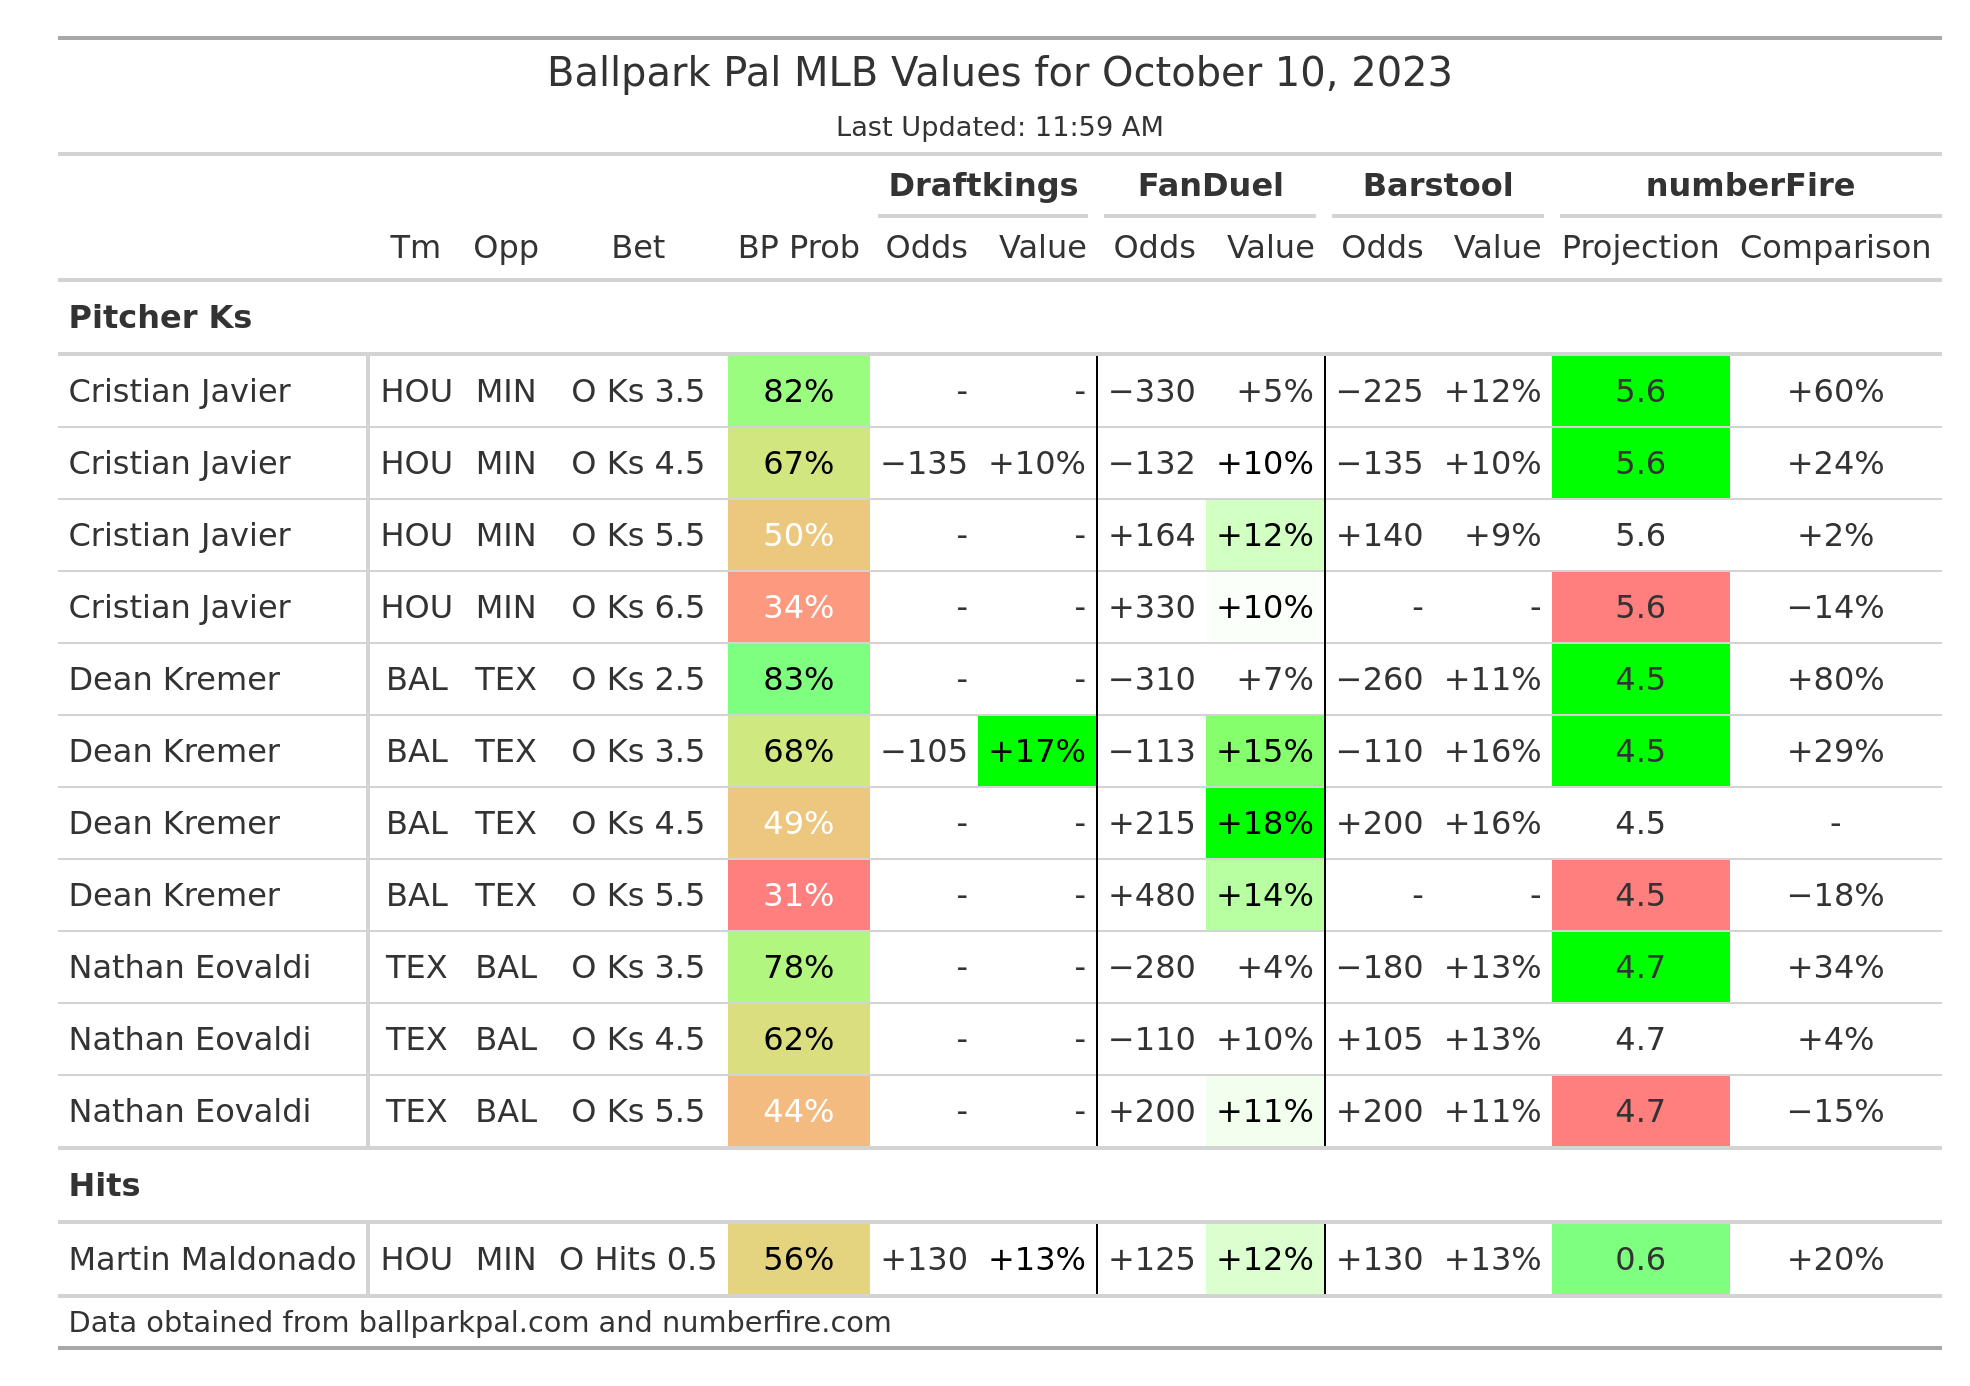 Ballpark Pal MLB Values for October 10, 2023
Last Updated: 11:59 AM
Draftkings FanDuel Barstool numberFire
Tm Opp Bet BP Prob Odds Value Odds Value Odds Value Projection Comparison
Pitcher Ks
Cristian Javier HOU MIN O Ks 3.5 82% - - −330 +5% −225 +12% 5.6 +60%
Cristian Javier HOU MIN O Ks 4.5 67% −135 +10% −132 +10% −135 +10% 5.6 +24%
Cristian Javier HOU MIN O Ks 5.5 50% - - +164 +12% +140 +9% 5.6 +2%
Cristian Javier HOU MIN O Ks 6.5 34% - - +330 +10% - - 5.6 −14%
Dean Kremer BAL TEX O Ks 2.5 83% - - −310 +7% −260 +11% 4.5 +80%
Dean Kremer BAL TEX O Ks 3.5 68% −105 +17% −113 +15% −110 +16% 4.5 +29%
Dean Kremer BAL TEX O Ks 4.5 49% - - +215 +18% +200 +16% 4.5 -
Dean Kremer BAL TEX O Ks 5.5 31% - - +480 +14% - - 4.5 −18%
Nathan Eovaldi TEX BAL O Ks 3.5 78% - - −280 +4% −180 +13% 4.7 +34%
Nathan Eovaldi TEX BAL O Ks 4.5 62% - - −110 +10% +105 +13% 4.7 +4%
Nathan Eovaldi TEX BAL O Ks 5.5 44% - - +200 +11% +200 +11% 4.7 −15%
Hits
Martin Maldonado HOU MIN O Hits 0.5 56% +130 +13% +125 +12% +130 +13% 0.6 +20%
Data obtained from ballparkpal.com and numberfire.com